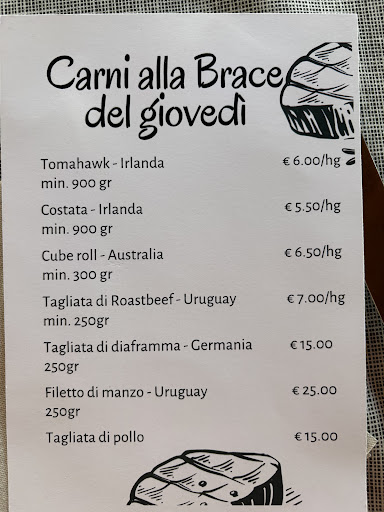 Carni alla Brace
del giovedì
Tomahawk - Irlanda € 6.00/hg
min. 900 gr
Costata - Irlanda € 5.50/hg
min. 900 gr
Cube roll - Australia € 6.50/hg
min. 300 gr
Tagliata di Roastbeef - Uruguay € 7.00/hg
min. 250gr
Tagliata di diaframma - Germania € 15.00
250gr
Filetto di manzo - Uruguay € 25.00
250gr
Tagliata di pollo € 15.00